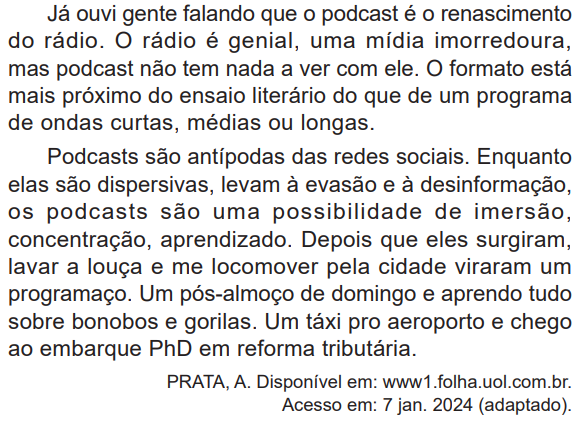 Já ouvi gente falando que o podcast é o renascimento
do rádio. O rádio é genial, uma mídia imorredoura,
mas podcast não tem nada a ver com ele. O formato está
mais próximo do ensaio literário do que de um programa
de ondas curtas, médias ou longas.
Podcasts são antípodas das redes sociais. Enquanto
elas são dispersivas, levam à evasão e à desinformação,
os podcasts são uma possibilidade de imersão,
concentração, aprendizado. Depois que eles surgiram,
lavar a louça e me locomover pela cidade viraram um
programaço. Um pós-almoço de domingo e aprendo tudo
sobre bonobos e gorilas. Um táxi pro aeroporto e chego
ao embarque PhD em reforma tributária.
PRATA, A. Disponível em: www1.folha.uol.com.br.
Acesso em: 7 jan. 2024 (adaptado).